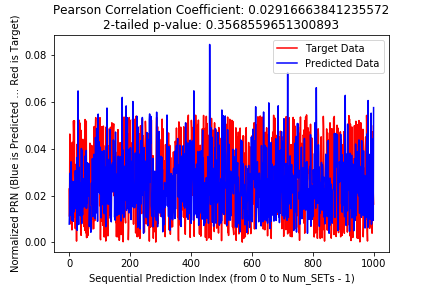 Pearson Correlation Coefficient: 0.02916663841235572
2-tailed p-value: 0.3568559651300893
Target Data
Predicted Data
Normalized PRN (Blue is Predicted ... Red is Target)
0.08
0.06
0.04
0.02
0.00
0 200 400 600 800 1000
Sequential Prediction Index (from 0 to Num_SETs - 1)